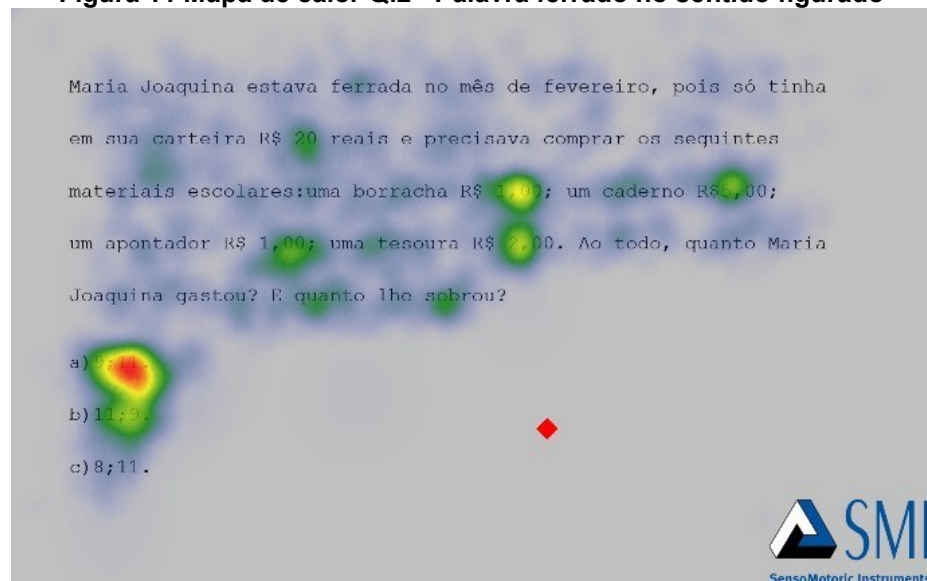 Maria Joaquina estava ferrada no mês de fevereiro, pois só tinha
em sua carteira R$ 20 reais e precisava comprar os seguintes
materiais escolares:uma borracha R$ 1,00; um caderno R$5,00;
um apontador R$ 1,00; uma tesoura R$ 2,00. Ao todo, quanto Maria
Joaquina gastou? E quanto lhe sobrou?
a)9;11.
b)11;9.
c)8;11.
SMI
SensoMotoric Instruments